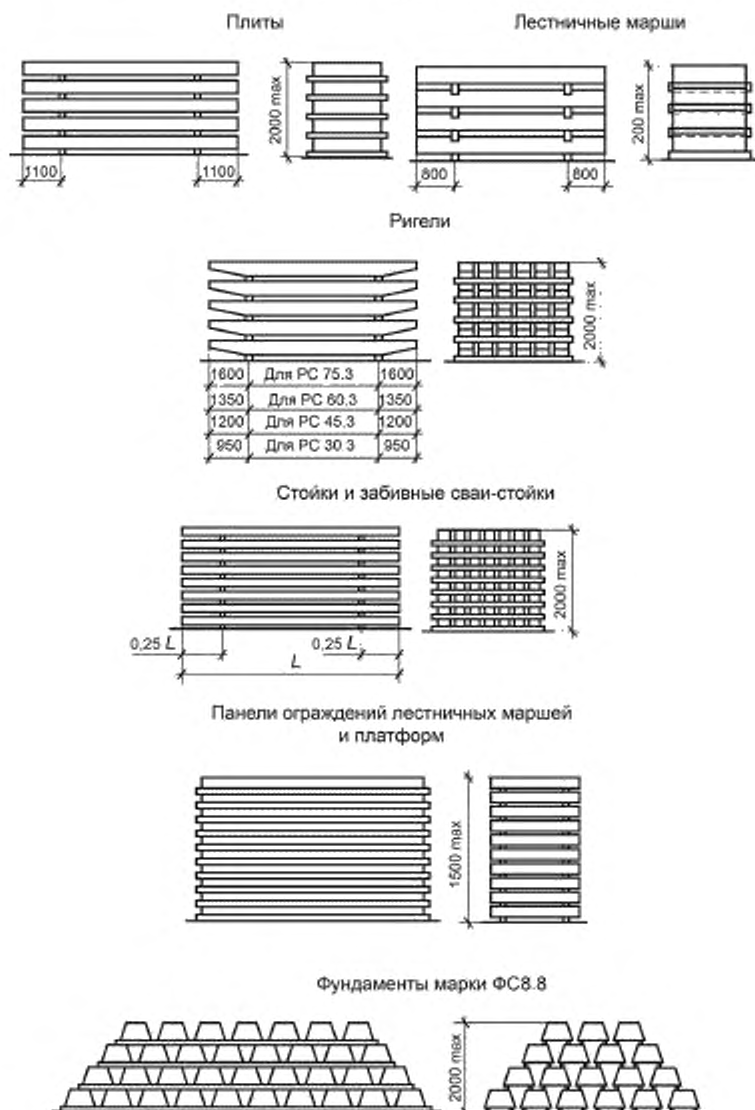 Плиты
Лестничные марши
2000 max
200 max
1100
1100
800
800
Ригели
2000 max
1600 Для РС 75.3 1600
1350 Для РС 60.3 1350
1200 Для РС 45.3 1200
950 Для РС 30 3 950
Стойки и забивные сваи-стойки
2000 max
0,25 L
0,25 L
L
Панели ограждений лестничных маршей
и платформ
1500 max
Фундаменты марки ФС8.8
2000 max